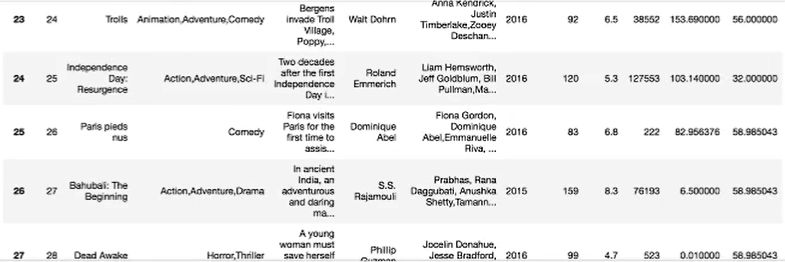 23
24
Trolls
Animation,Adventure,Comedy
Bergens
invade Troll
Village,
Poppy,...
Walt Dohrn
Anna Kendrick,
Justin
Timberlake,Zooey
Deschan...
2016
92
6.5
38552
153.690000
56.000000
24
25
Independence
Day:
Resurgence
Action,Adventure,Sci-Fi
Two decades
after the first
Independence
Day i...
Roland
Emmerich
Liam Hemsworth,
Jeff Goldblum, Bill
Pullman,Ma...
2016
120
5.3
127553
103.140000
32.000000
25
26
Paris pieds
nus
Comedy
Fiona visits
Paris for the
first time to
assis...
Dominique
Abel
Fiona Gordon,
Dominique
Abel,Emmanuelle
Riva, ...
2016
83
6.8
222
82.956376
58.985043
26
27
Bahubali: The
Beginning
Action,Adventure,Drama
In ancient
India, an
adventurous
and daring
ma...
S.S.
Rajamouli
Prabhas, Rana
Daggubati, Anushka
Shetty,Tamann...
2015
159
8.3
76193
6.500000
58.985043
27
28
Dead Awake
Horror,Thriller
A young
woman must
save herself
Phillip
Guzman
Jocelin Donahue,
Jesse Bradford,
2016
99
4.7
523
0.010000
58.985043